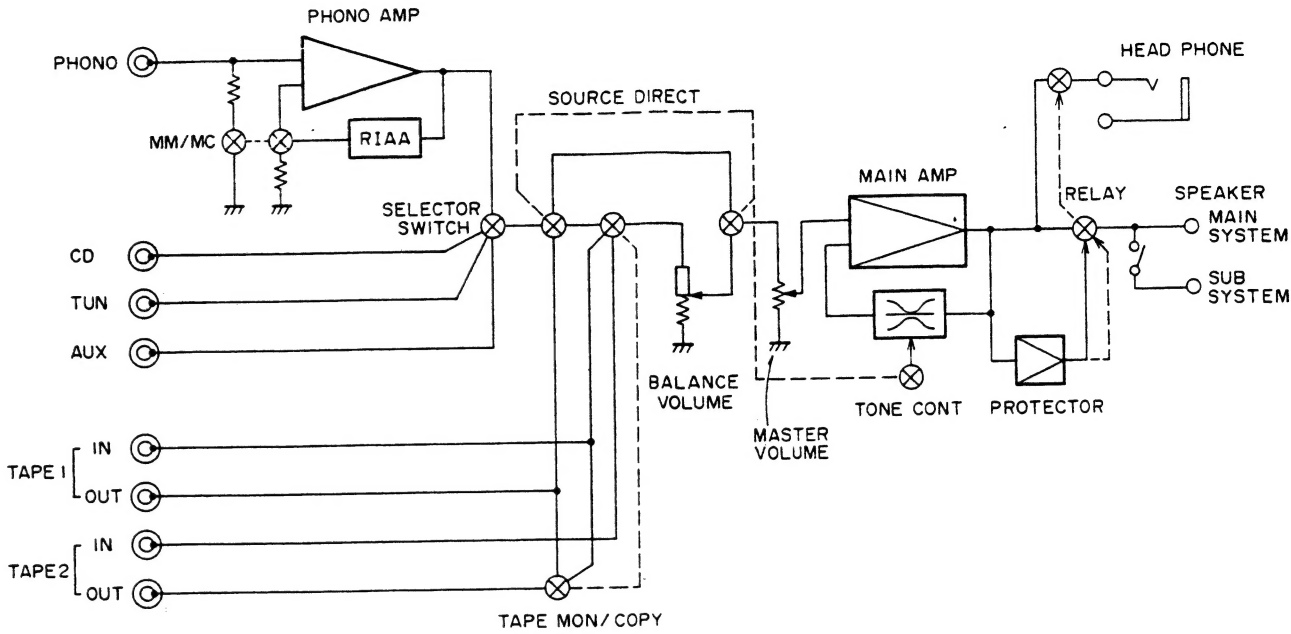 PHONO AMP
PHONO
MM/MC
RIAA
SELECTOR
SWITCH
CD
TUN
AUX
TAPE 1
IN
OUT
TAPE 2
IN
OUT
TAPE MON/COPY
SOURCE DIRECT
BALANCE
VOLUME
MASTER
VOLUME
MAIN AMP
TONE CONT
PROTECTOR
HEAD PHONE
RELAY
SPEAKER
MAIN
SYSTEM
SUB
SYSTEM